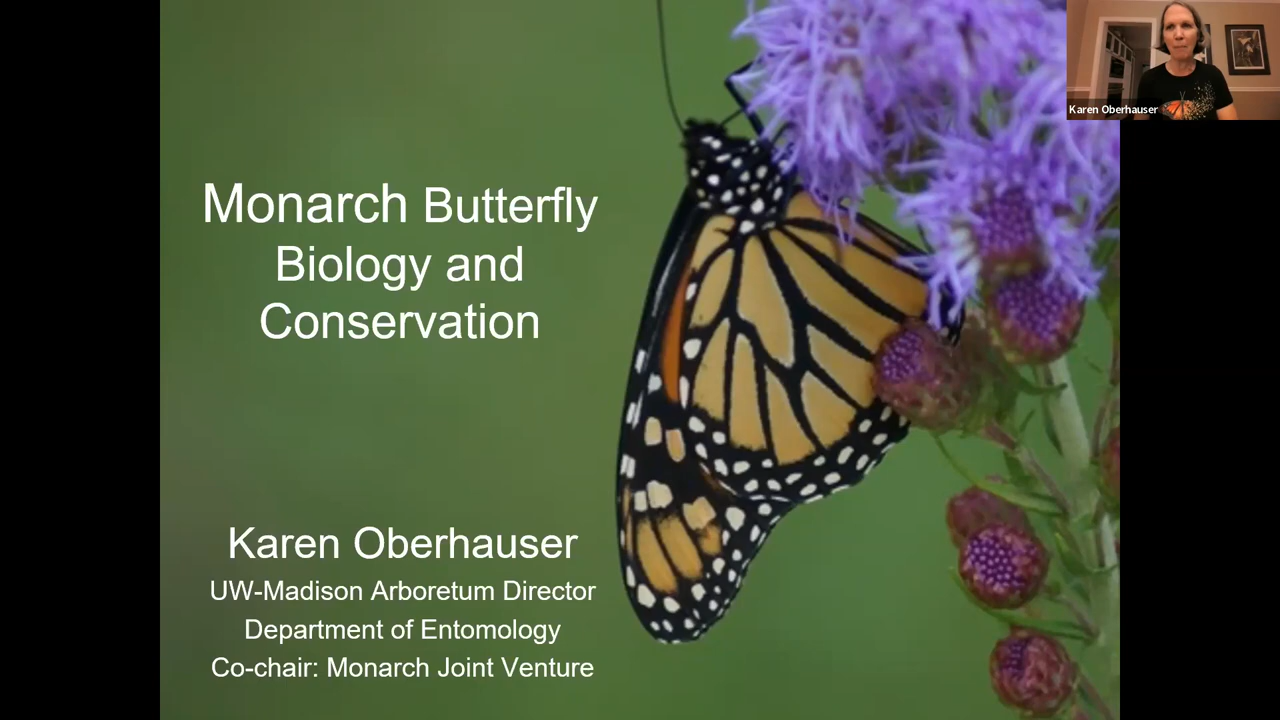 Karen Oberhauser
Monarch Butterfly
Biology and
Conservation
Karen Oberhauser
UW-Madison Arboretum Director
Department of Entomology
Co-chair: Monarch Joint Venture